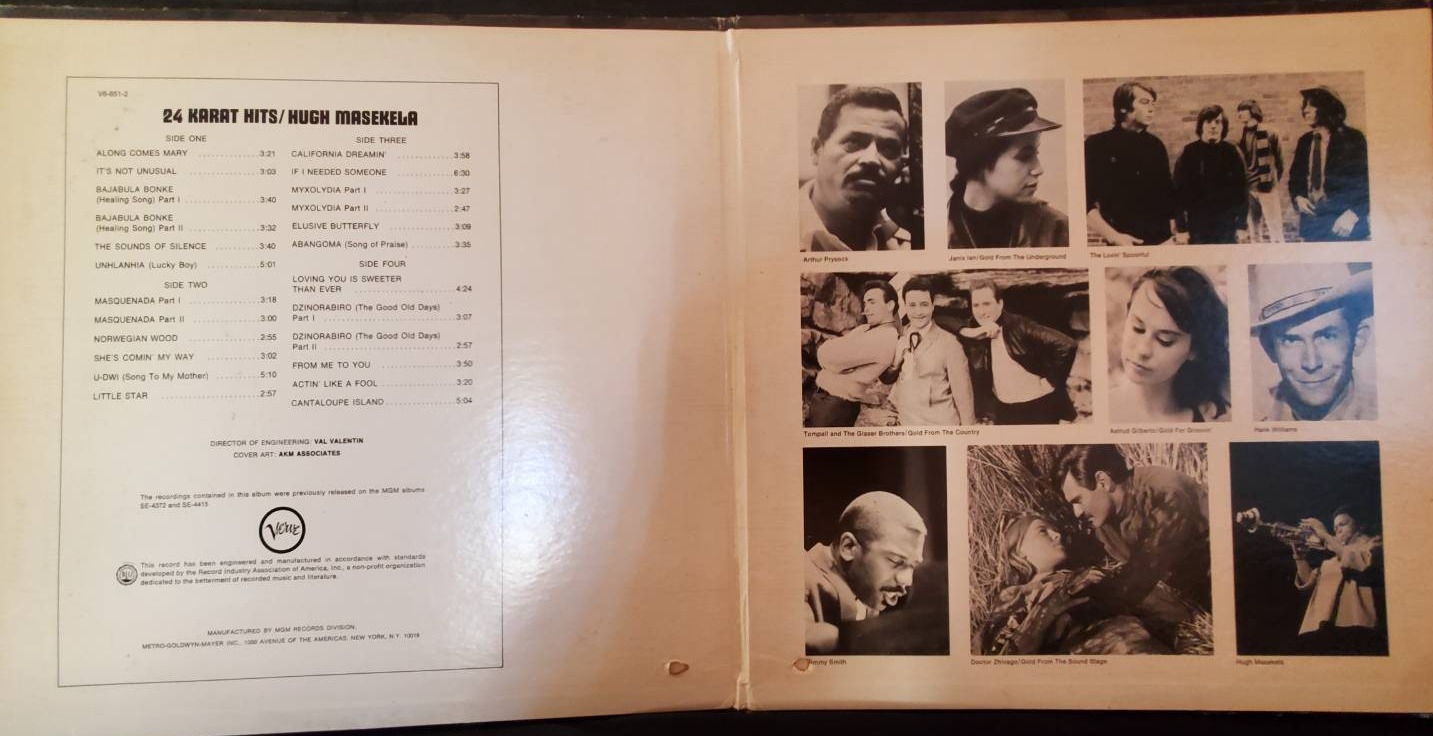 V6-651-2
24 KARAT HITS/HUGH MASEKELA
SIDE ONE
ALONG COMES MARY ..............3:21
IT'S NOT UNUSUAL ..............3:03
BAJABULA BONKE
(Healing Song) Part I ..............3:40
BAJABULA BONKE
(Healing Song) Part II ..............3:32
THE SOUNDS OF SILENCE ..........3:40
UNHLANHIA (Lucky Boy) ..........5:01
SIDE TWO
MASQUENADA Part I ..............3:18
MASQUENADA Part II ..............3:00
NORWEGIAN WOOD ..............2:55
SHE'S COMIN' MY WAY ..............3:02
U-DWI (Song To My Mother) ..........5:10
LITTLE STAR ..............2:57
SIDE THREE
CALIFORNIA DREAMIN' ..............3:58
IF I NEEDED SOMEONE ..............6:30
MYXOLYDIA Part I ..............3:27
MYXOLYDIA Part II ..............2:47
ELUSIVE BUTTERFLY ..............3:09
ABANGOMA (Song of Praise) ..........3:35
SIDE FOUR
LOVING YOU IS SWEETER
THAN EVER ..............4:24
DZINORABIRO (The Good Old Days)
Part I ..............3:07
DZINORABIRO (The Good Old Days)
Part II ..............2:57
FROM ME TO YOU ..............3:50
ACTIN' LIKE A FOOL ..............3:20
CANTALOUPE ISLAND ..............5:04
DIRECTOR OF ENGINEERING: VAL VALENTIN
COVER ART: AKM ASSOCIATES
The recordings contained in this album were previously released on the MGM albums
SE-4372 and SE-4415
Verve
This record has been engineered and manufactured in accordance with standards
developed by the Record Industry Association of America, Inc., a non-profit organization
dedicated to the betterment of recorded music and literature.
MANUFACTURED BY MGM RECORDS DIVISION,
METRO-GOLDWYN-MAYER INC., 1350 AVENUE OF THE AMERICAS, NEW YORK, N.Y. 10019
Arthur Prysock
Janis Ian/Gold From The Underground
The Lovin' Spoonful
Tompall and The Glaser Brothers/Gold From The Country
Astrud Gilberto/Gold For Groovin'
Hank Williams
Jimmy Smith
Doctor Zhivago/Gold From The Sound Stage
Hugh Masekela